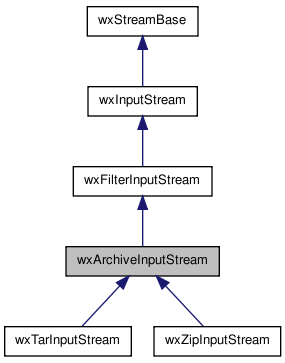 wxStreamBase
wxInputStream
wxFilterInputStream
wxArchiveInputStream
wxTarInputStream
wxZipInputStream